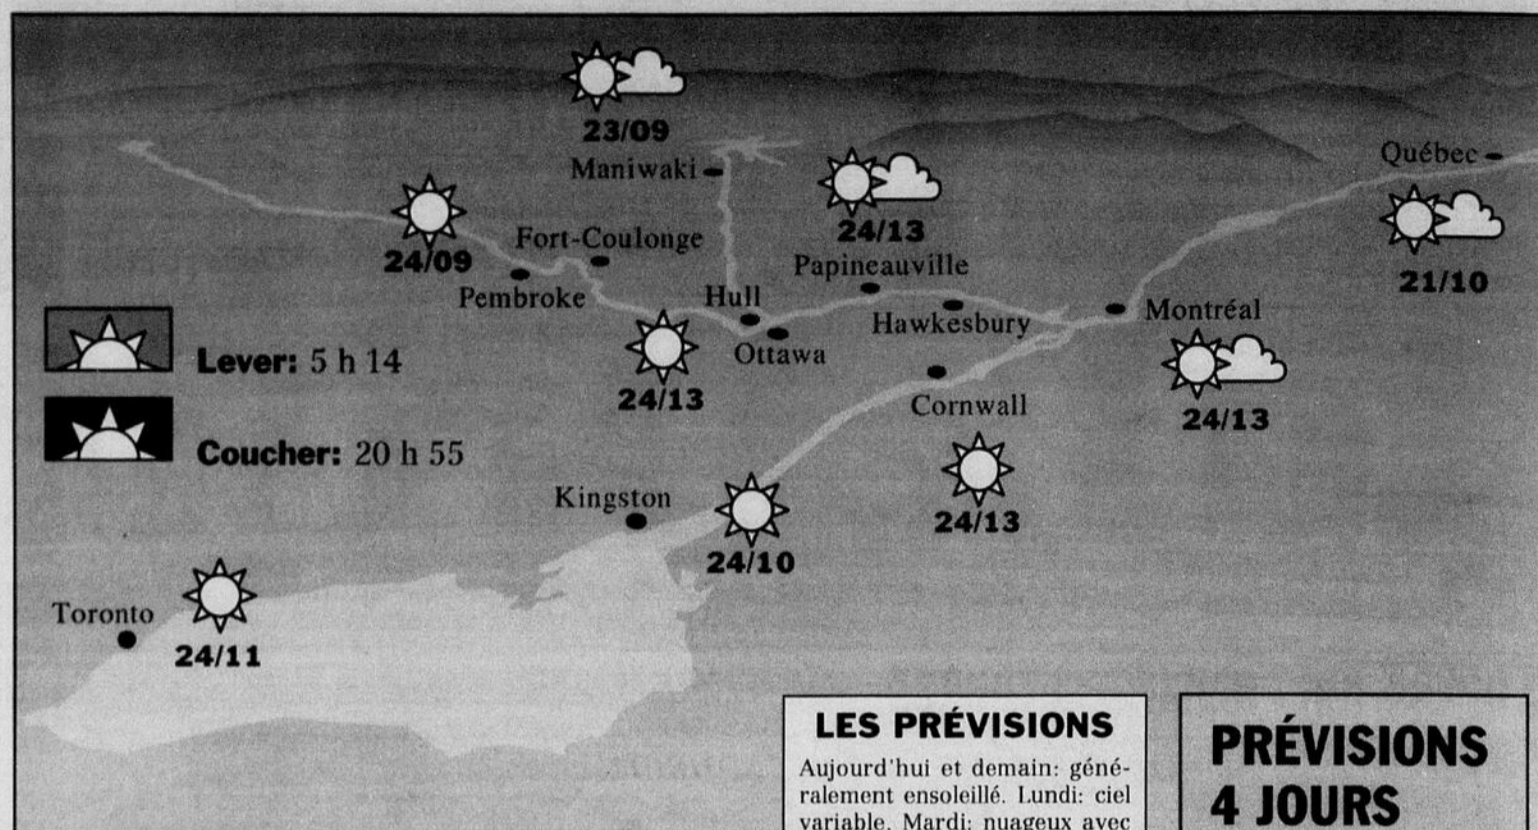 23/09
Maniwaki
Québec
24/13
Papineauville
21/10
24/09
Fort-Coulonge
Pembroke
Hull
Ottawa
Hawkesbury
Montréal
24/13
24/13
Cornwall
24/13
Lever: 5 h 14
Coucher: 20 h 55
Kingston
24/10
Toronto
24/11
LES PRÉVISIONS
Aujourd'hui et demain: géné-
ralement ensoleillé. Lundi: ciel
variable. Mardi: nuageux avec
PRÉVISIONS
4 JOURS